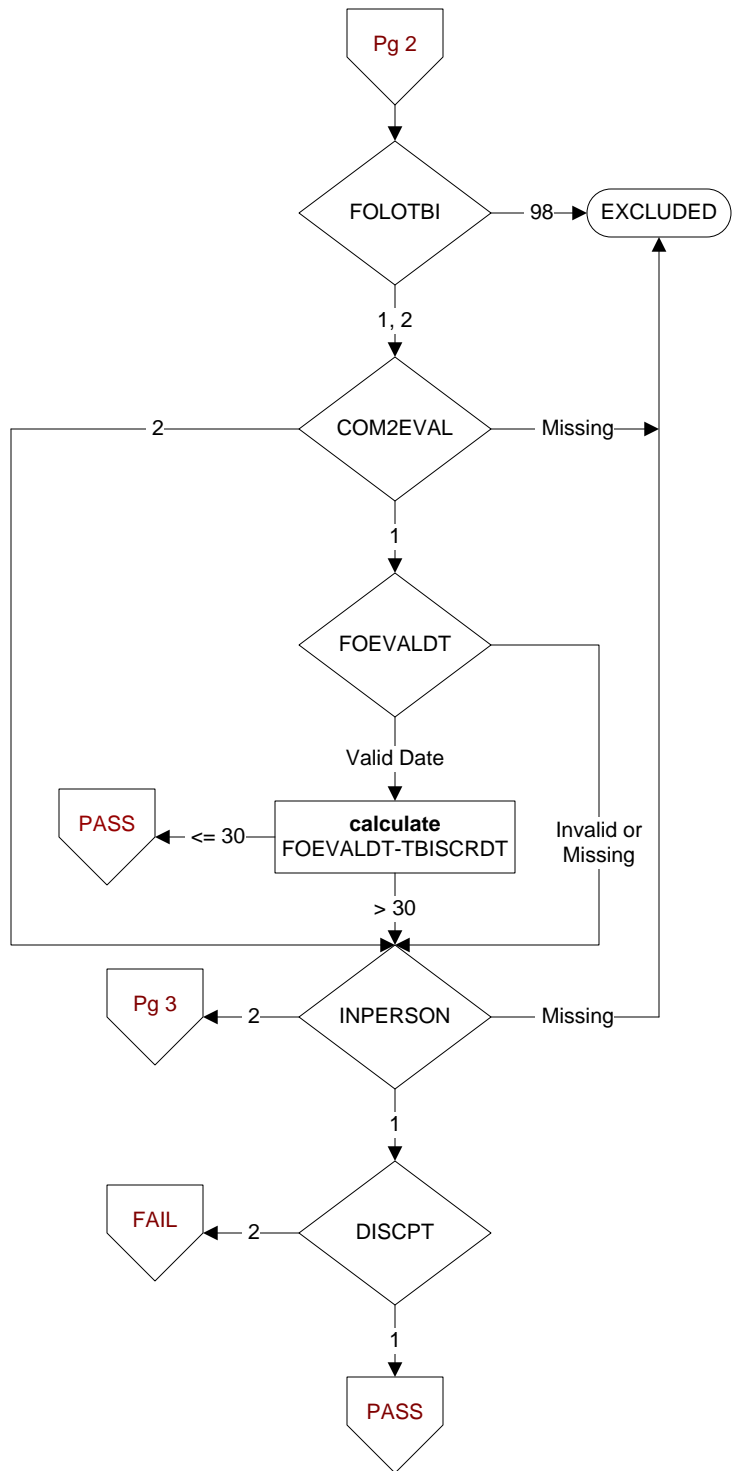 Pg 2
FOLOTBI
98
EXCLUDED
1, 2
2
COM2EVAL
Missing
1
FOEVALDT
Valid Date
PASS
<= 30
calculate
FOEVALDT-TBISCRDT
Invalid or
Missing
> 30
Pg 3
2
INPERSON
Missing
1
FAIL
2
DISCPT
1
PASS